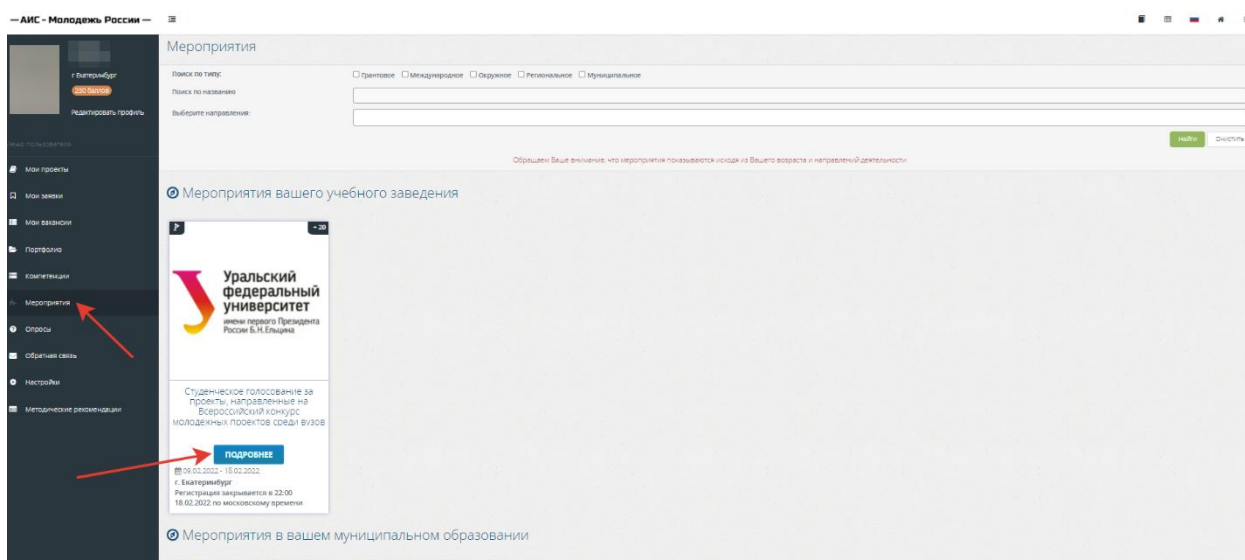 АИС - Молодежь России
г Екатеринбург
230 баллов
Редактировать профиль
Мои проекты
Мои заявки
Мои вакансии
Портфолио
Компетенции
Мероприятия
Опросы
Обратная связь
Настройки
Методические рекомендации
Мероприятия
Поиск по типу:
Грантовое Международное Окружное Региональное Муниципальное
Поиск по названию
Выберите направления:
Найти Очистить
Обращаем Ваше внимание, что мероприятия показываются исходя из Вашего возраста и направлений деятельности
Мероприятия вашего учебного заведения
+ 20
Уральский
федеральный
университет
имени первого Президента
России Б.Н.Ельцина
Студенческое голосование за
проекты, направленные на
Всероссийский конкурс
молодежных проектов среди вузов
ПОДРОБНЕЕ
09.02.2022 - 18.02.2022
г. Екатеринбург
Регистрация закрывается в 22:00
18.02.2022 по московскому времени
Мероприятия в вашем муниципальном образовании